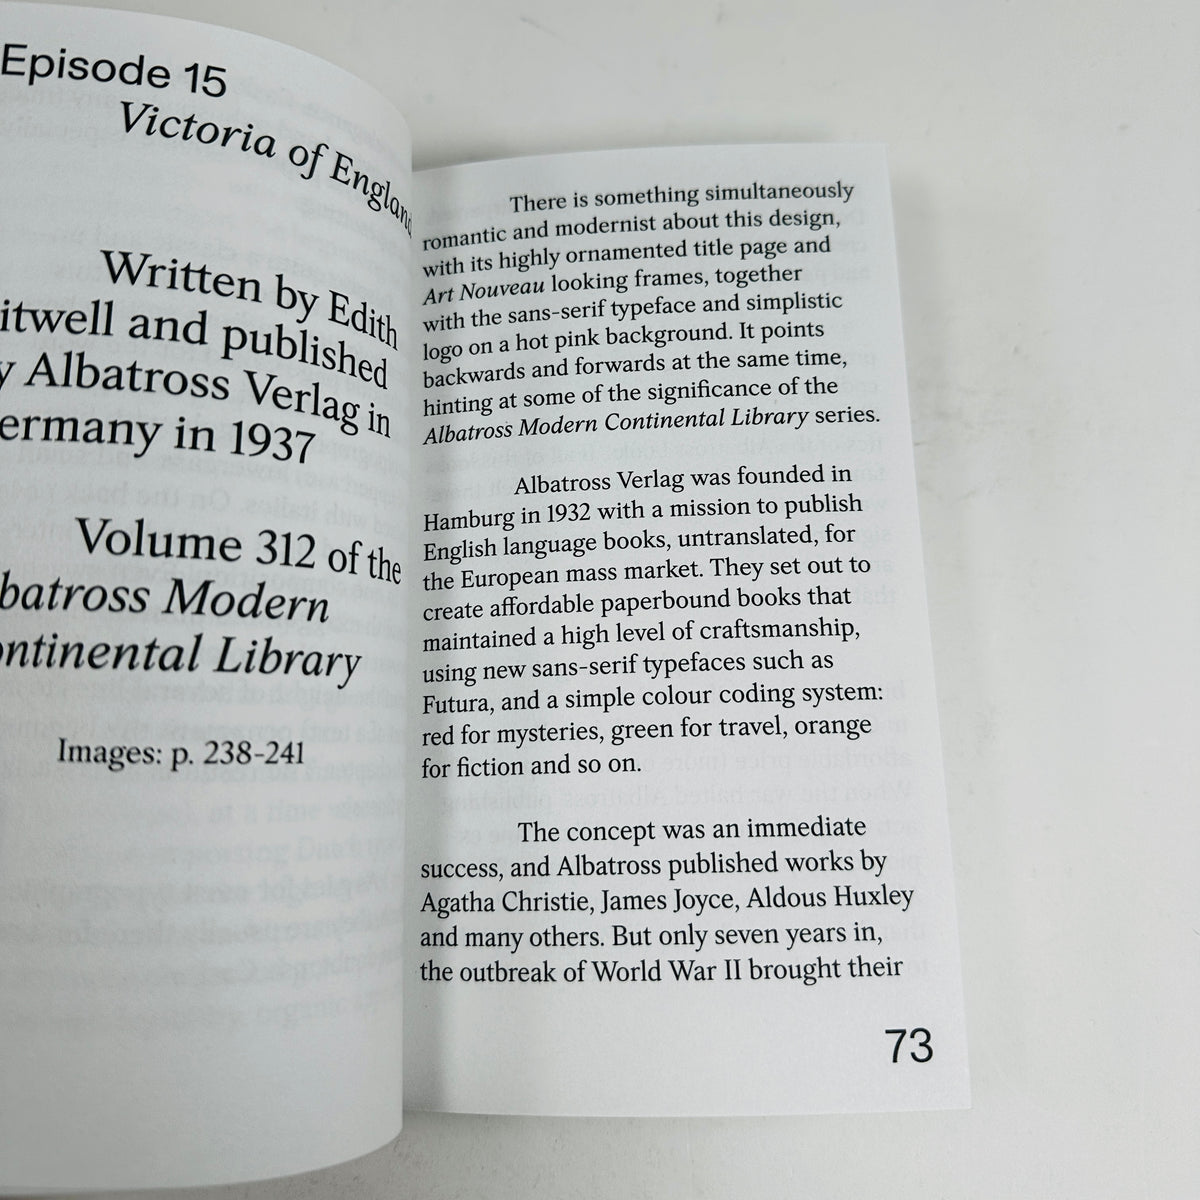 Episode 15
Victoria of England
Written by Edith
itwell and published
y Albatross Verlag in
ermany in 1937
Volume 312 of the
batross Modern
ontinental Library
Images: p. 238-241
There is something simultaneously
romantic and modernist about this design,
with its highly ornamented title page and
Art Nouveau looking frames, together
with the sans-serif typeface and simplistic
logo on a hot pink background. It points
backwards and forwards at the same time,
hinting at some of the significance of the
Albatross Modern Continental Library series.
Albatross Verlag was founded in
Hamburg in 1932 with a mission to publish
English language books, untranslated, for
the European mass market. They set out to
create affordable paperbound books that
maintained a high level of craftsmanship,
using new sans-serif typefaces such as
Futura, and a simple colour coding system:
red for mysteries, green for travel, orange
for fiction and so on.
The concept was an immediate
success, and Albatross published works by
Agatha Christie, James Joyce, Aldous Huxley
and many others. But only seven years in,
the outbreak of World War II brought their
73